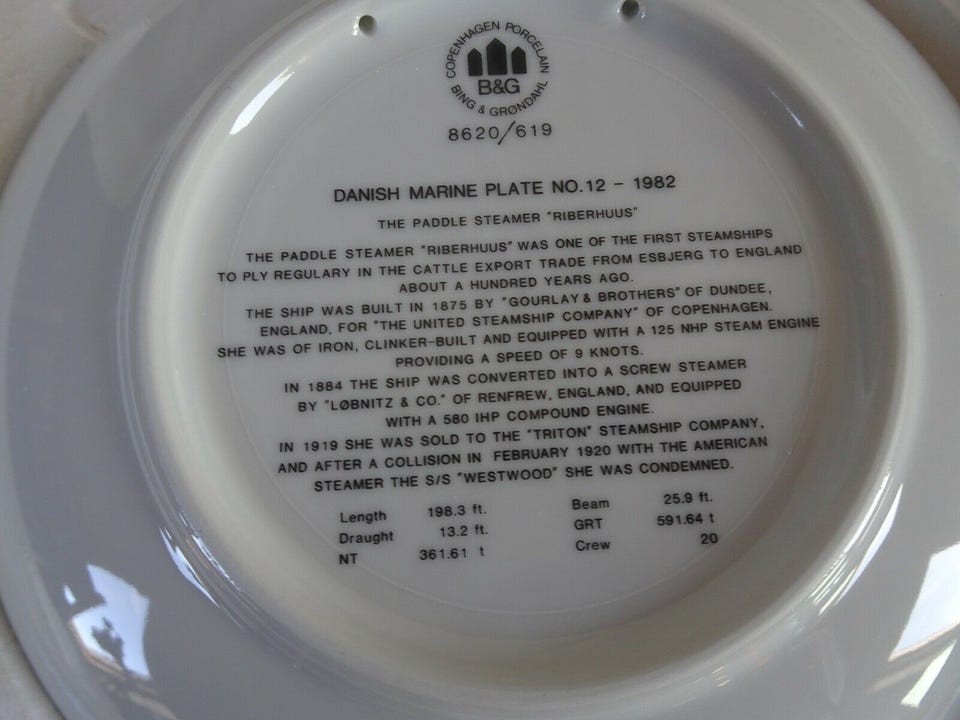 COPENHAGEN PORCELAIN
B&G
BING & GRØNDAHL
8620/619
DANISH MARINE PLATE NO.12 - 1982
THE PADDLE STEAMER "RIBERHUUS"
THE PADDLE STEAMER "RIBERHUUS" WAS ONE OF THE FIRST STEAMSHIPS
TO PLY REGULARY IN THE CATTLE EXPORT TRADE FROM ESBJERG TO ENGLAND
ABOUT A HUNDRED YEARS AGO.
THE SHIP WAS BUILT IN 1875 BY "GOURLAY & BROTHERS" OF DUNDEE,
ENGLAND, FOR "THE UNITED STEAMSHIP COMPANY" OF COPENHAGEN.
SHE WAS OF IRON, CLINKER-BUILT AND EQUIPPED WITH A 125 NHP STEAM ENGINE
PROVIDING A SPEED OF 9 KNOTS.
IN 1884 THE SHIP WAS CONVERTED INTO A SCREW STEAMER
BY "LØBNITZ & CO." OF RENFREW, ENGLAND, AND EQUIPPED
WITH A 580 IHP COMPOUND ENGINE.
IN 1919 SHE WAS SOLD TO THE "TRITON" STEAMSHIP COMPANY,
AND AFTER A COLLISION IN FEBRUARY 1920 WITH THE AMERICAN
STEAMER THE S/S "WESTWOOD" SHE WAS CONDEMNED.
Length 198.3 ft. Beam 25.9 ft.
Draught 13.2 ft. GRT 591.64 t
NT 361.61 t Crew 20